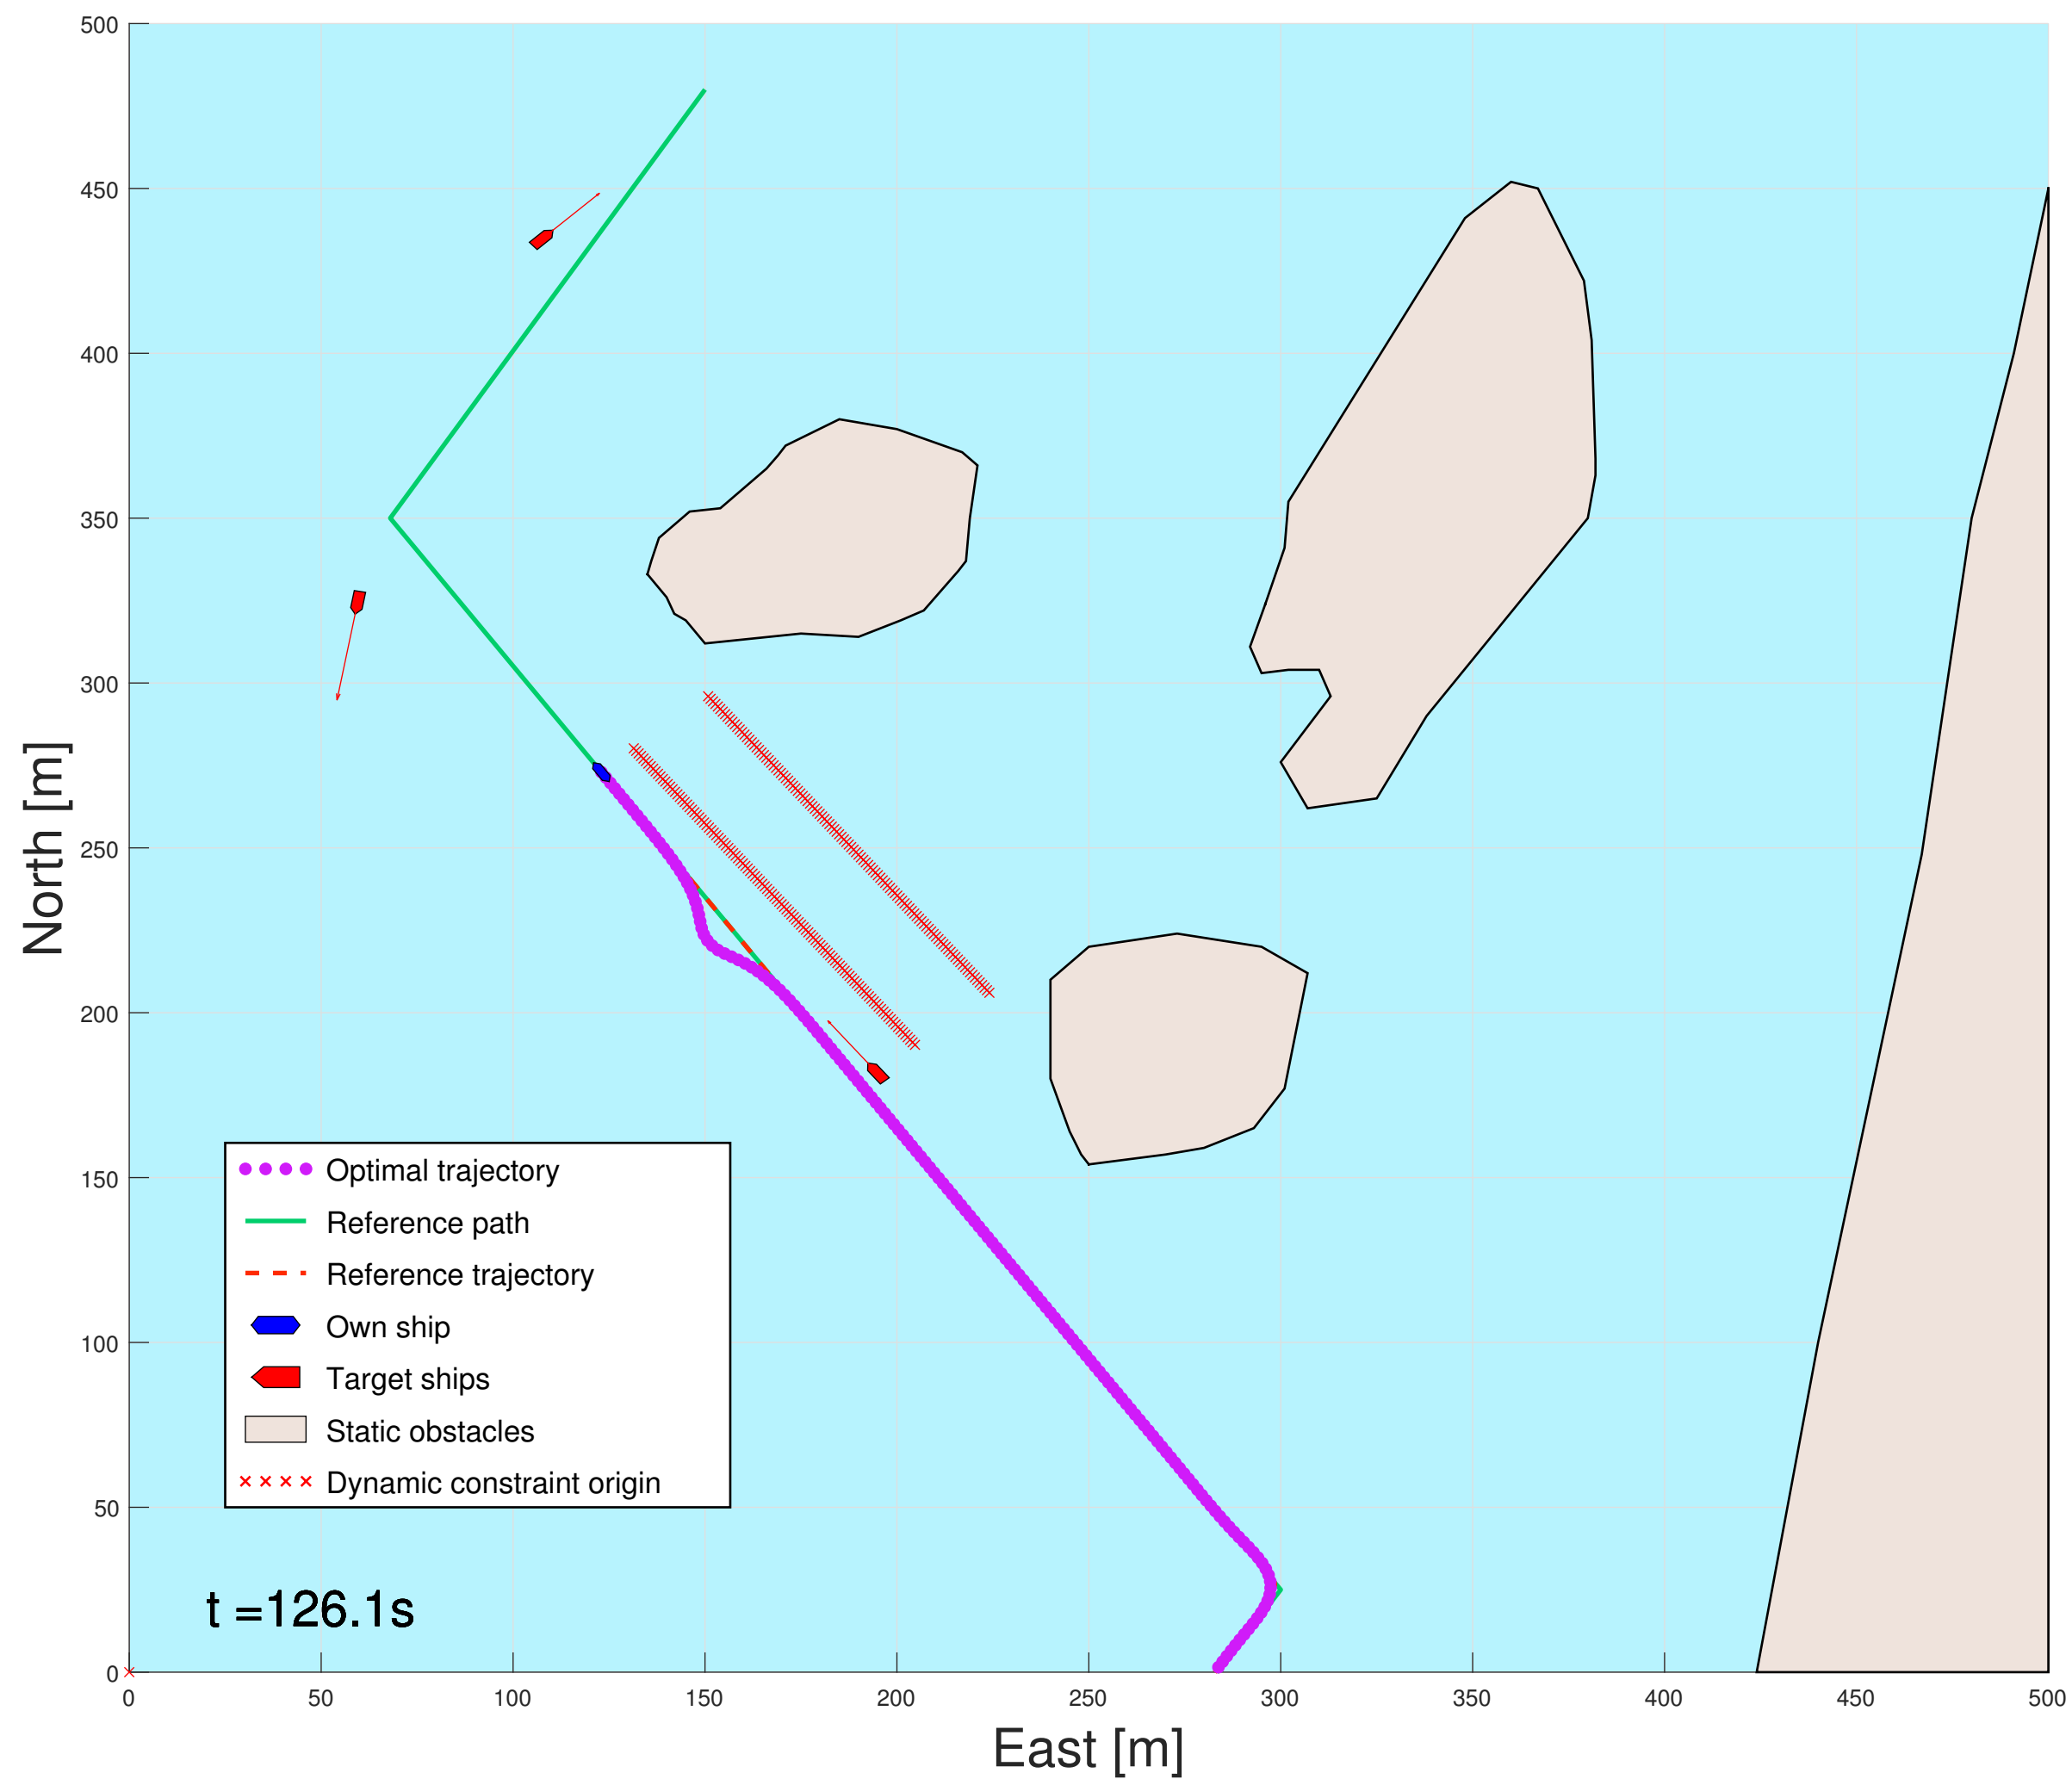 500
450
400
350
300
250
200
150
100
50
0
North [m]
Optimal trajectory
Reference path
Reference trajectory
Own ship
Target ships
Static obstacles
Dynamic constraint origin
t =126.1s
0 50 100 150 200 250 300 350 400 450 500
East [m]